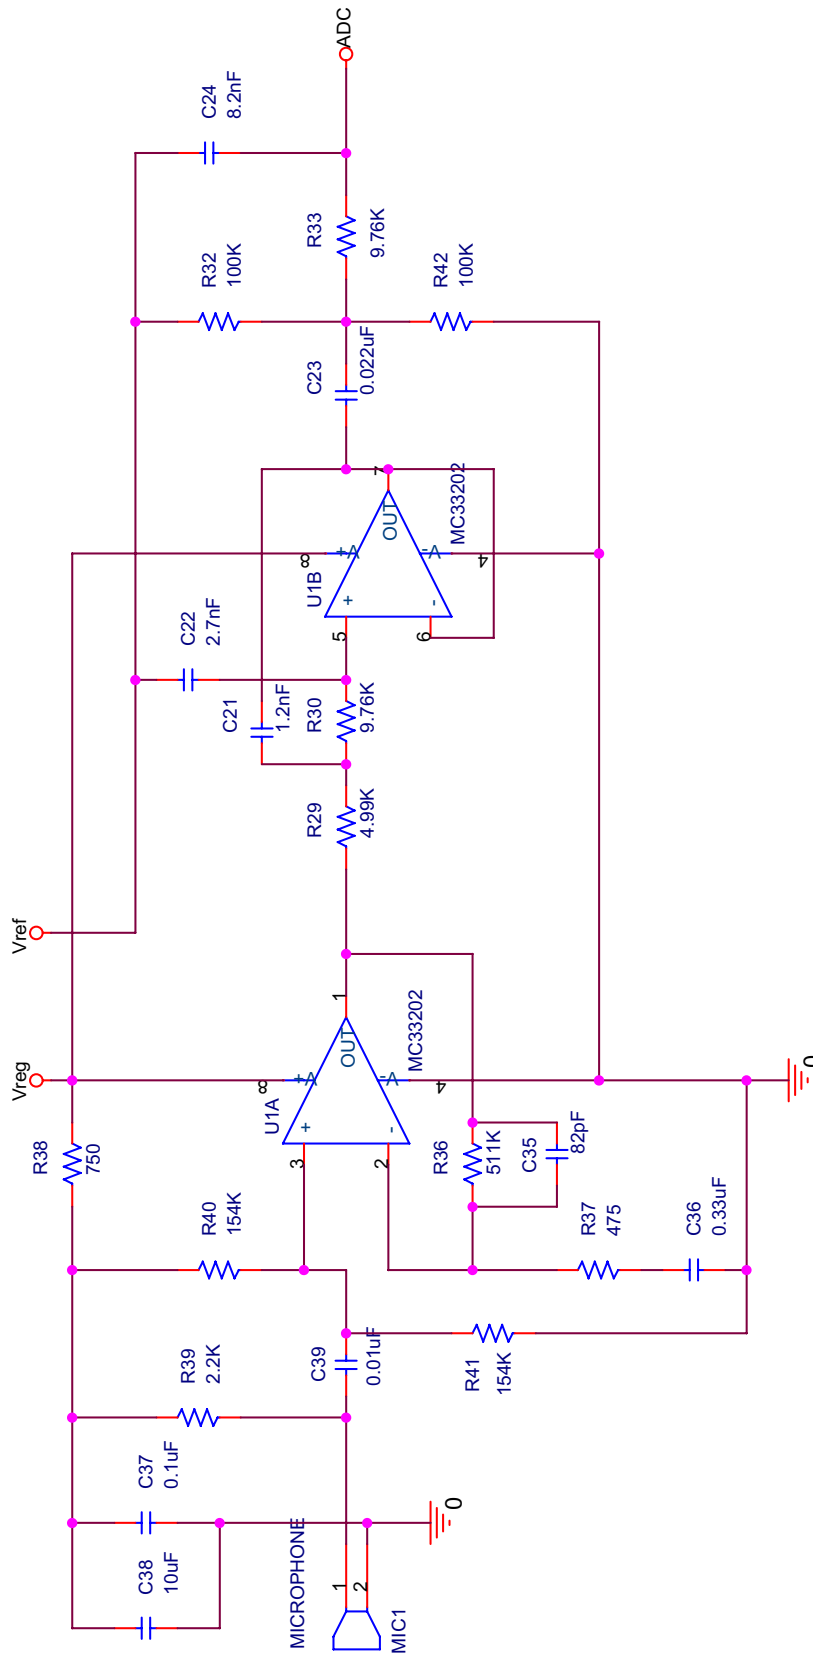 ADC
C24
8.2nF
R33
9.76K
R32
100K
R42
100K
C23
0.022uF
7
OUT
+A
-A
8
4
MC33202
U1B
+
-
5
6
C22
2.7nF
C21
1.2nF
R30
9.76K
R29
4.99K
Vref
Vreg
1
OUT
+A
-A
8
4
MC33202
U1A
+
-
3
2
0
R38
750
R36
511K
C35
82pF
R40
154K
R37
475
C36
0.33uF
R39
2.2K
C39
0.01uF
R41
154K
C37
0.1uF
C38
10uF
0
MICROPHONE
1
2
MIC1